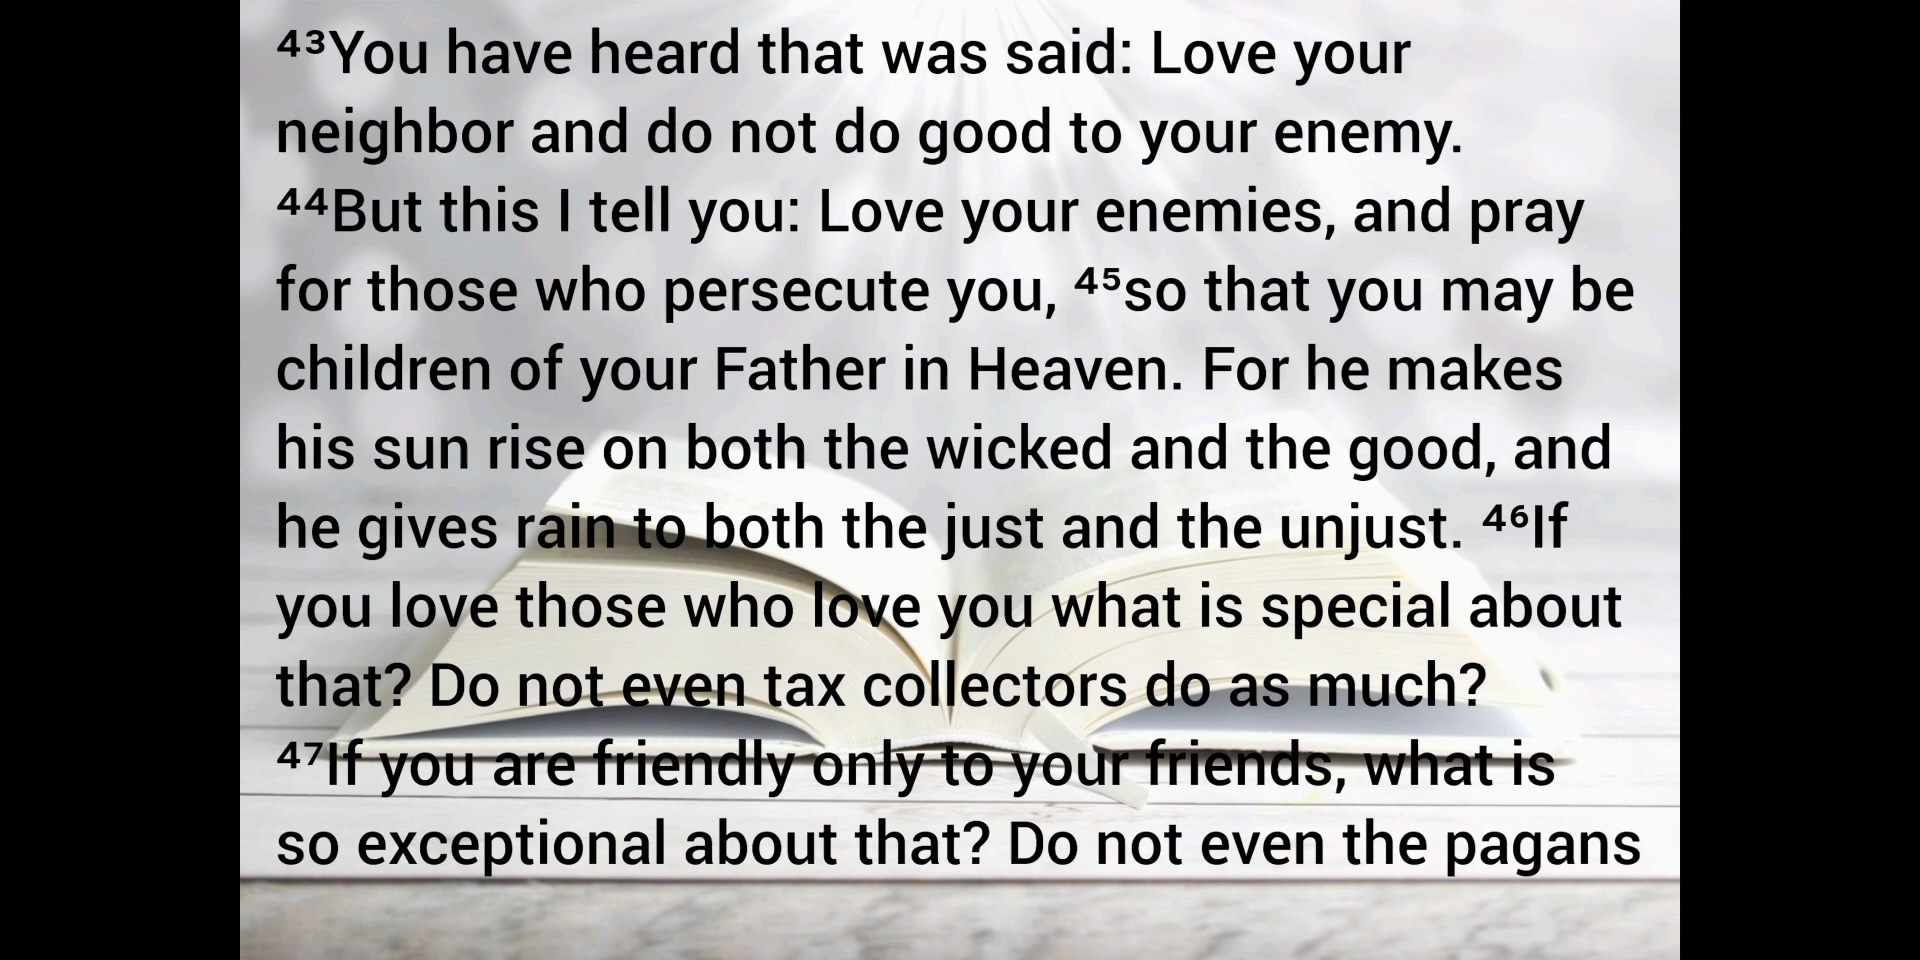 ⁴³You have heard that was said: Love your
neighbor and do not do good to your enemy.
⁴⁴But this I tell you: Love your enemies, and pray
for those who persecute you, ⁴⁵so that you may be
children of your Father in Heaven. For he makes
his sun rise on both the wicked and the good, and
he gives rain to both the just and the unjust. ⁴⁶If
you love those who love you what is special about
that? Do not even tax collectors do as much?
⁴⁷If you are friendly only to your friends, what is
so exceptional about that? Do not even the pagans